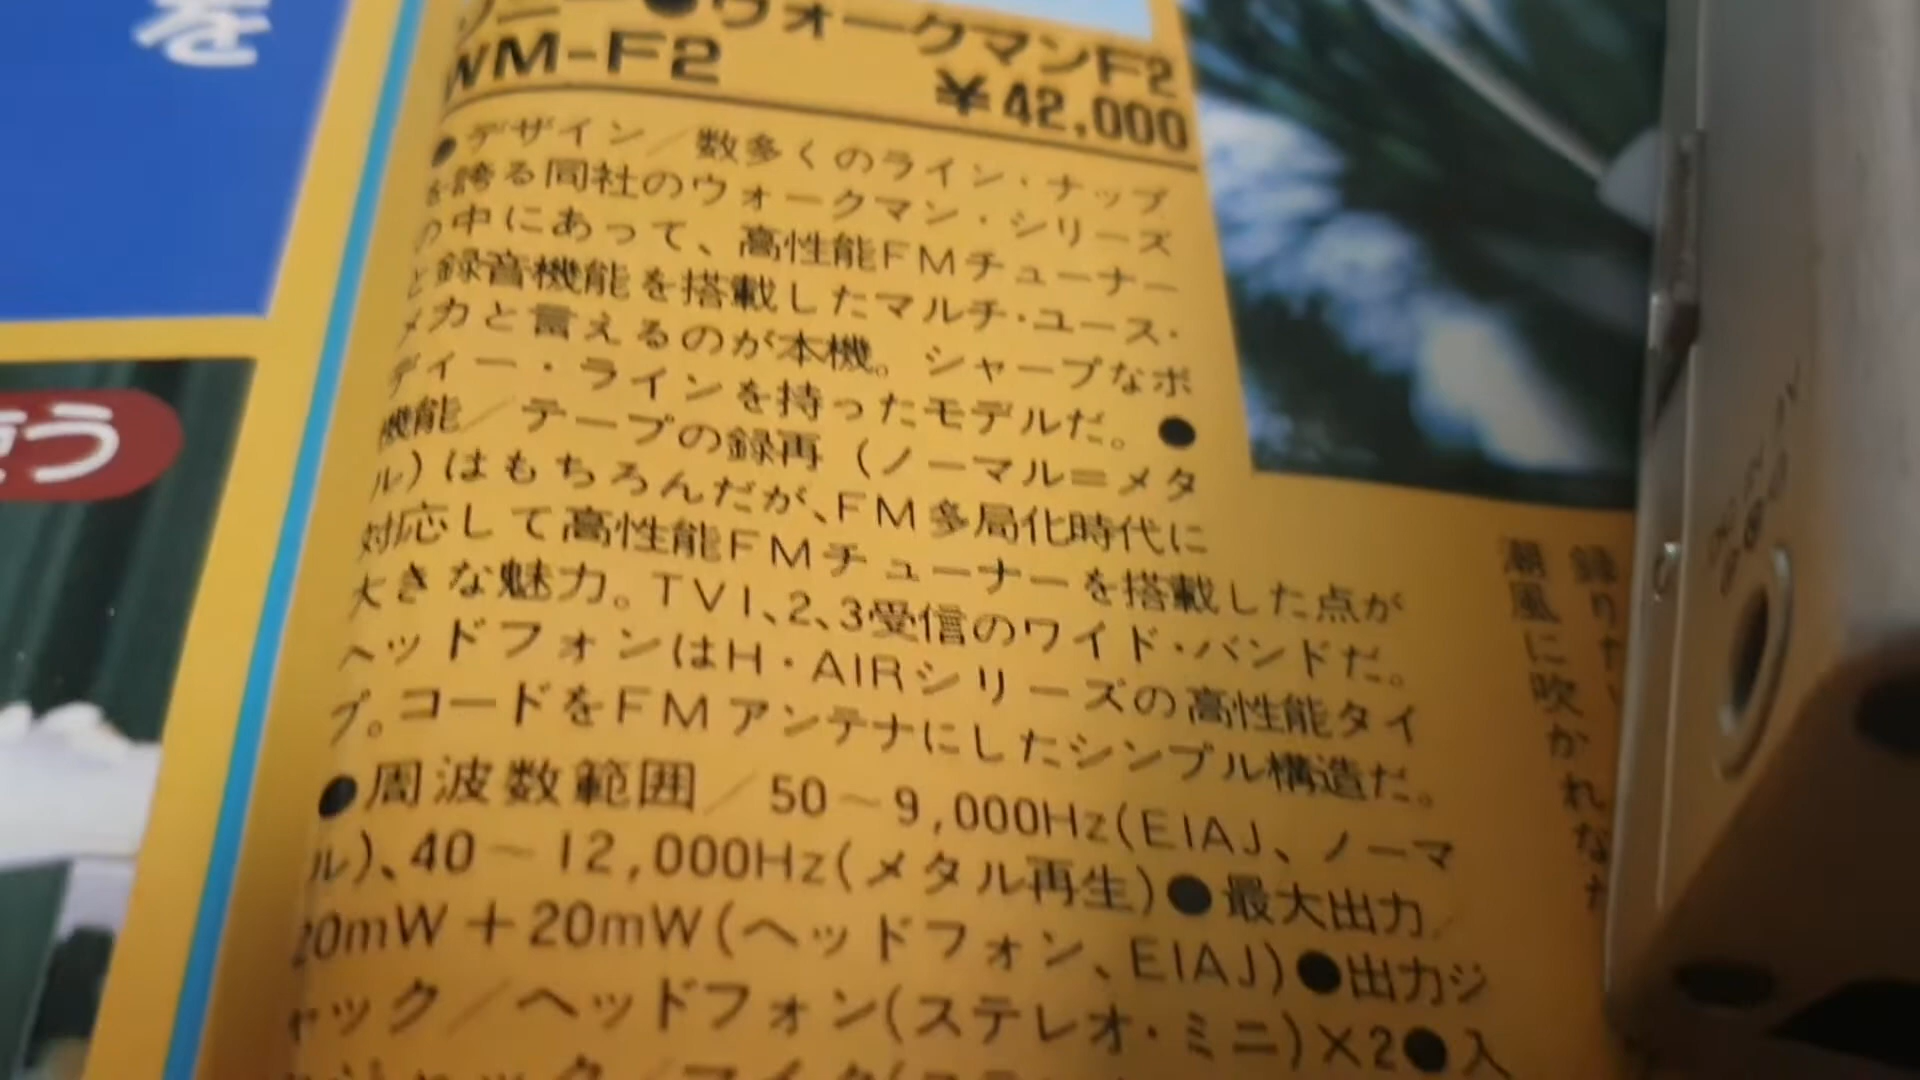 を
う
ソニー●ウォークマンF2
WM-F2
¥42,000
●デザイン／数多くのライン・ナップ
を誇る同社のウォークマン・シリーズ
の中にあって、高性能FMチューナー
と録音機能を搭載したマルチ・ユース・
メカと言えるのが本機。シャープなボ
ディー・ラインを持ったモデルだ。●
機能／テープの録再（ノーマル＝メタ
ル）はもちろんだが、FM多局化時代に
対応して高性能FMチューナーを搭載した点が
大きな魅力。TV1、2、3受信のワイド・バンドだ。
ヘッドフォンはH・AIRシリーズの高性能タイ
プ。コードをFMアンテナにしたシンプル構造だ。
●周波数範囲／50～9,000Hz(EIAJ、ノーマ
ル)、40～12,000Hz(メタル再生)●最大出力／
20mW＋20mW(ヘッドフォン、EIAJ)●出力ジ
ャック／ヘッドフォン(ステレオ・ミニ)×2●入
録りた
潮風に吹かれな